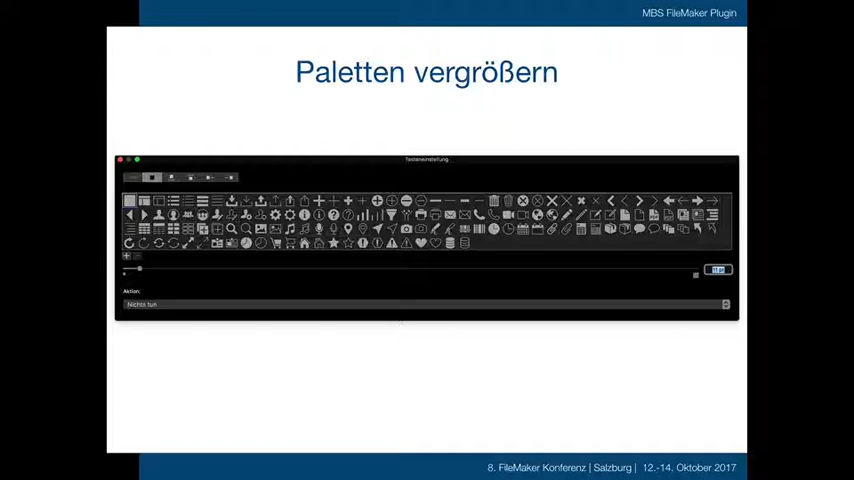 MBS FileMaker Plugin
Paletten vergrößern
Tasteneinstellung
Aktion:
Nichts tun
8. FileMaker Konferenz | Salzburg | 12.-14. Oktober 2017